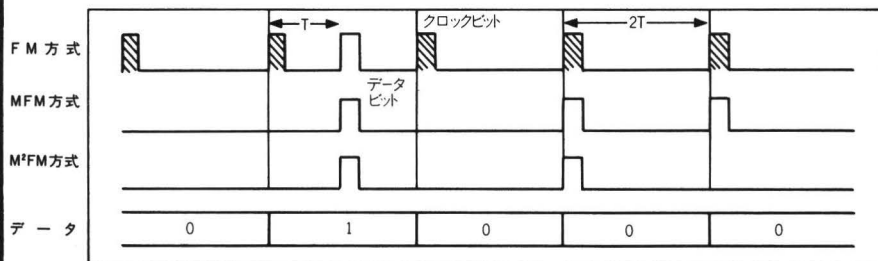 T
クロックビット
2T
FM方式
データ
ビット
MFM方式
M²FM方式
データ 0 1 0 0 0